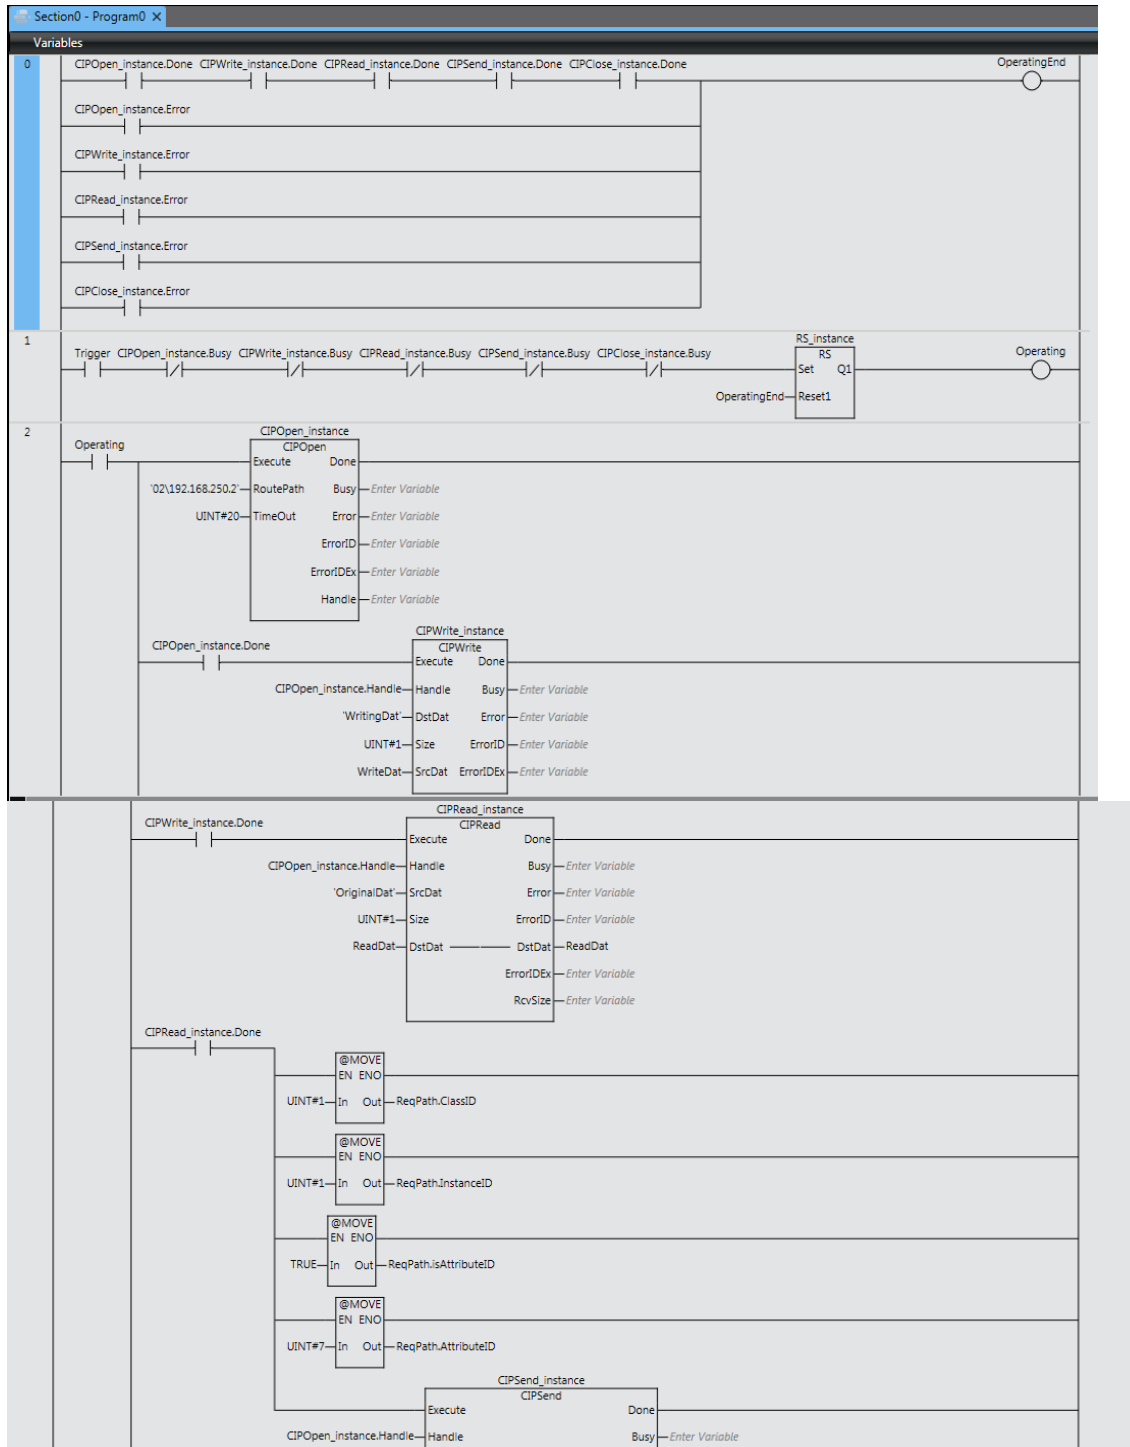 Section0 - Program0 ×
Variables
0
CIPOpen_instance.Done CIPWrite_instance.Done CIPRead_instance.Done CIPSend_instance.Done CIPClose_instance.Done OperatingEnd
CIPOpen_instance.Error
CIPWrite_instance.Error
CIPRead_instance.Error
CIPSend_instance.Error
CIPClose_instance.Error
1
RS_instance
Trigger CIPOpen_instance.Busy CIPWrite_instance.Busy CIPRead_instance.Busy CIPSend_instance.Busy CIPClose_instance.Busy RS Operating
Set Q1
OperatingEnd Reset1
2
CIPOpen_instance
Operating CIPOpen
Execute Done
'02\192.168.250.2' RoutePath Busy Enter Variable
UINT#20 TimeOut Error Enter Variable
ErrorID Enter Variable
ErrorIDEx Enter Variable
Handle Enter Variable
CIPWrite_instance
CIPOpen_instance.Done CIPWrite
Execute Done
CIPOpen_instance.Handle Handle Busy Enter Variable
'WritingDat' DstDat Error Enter Variable
UINT#1 Size ErrorID Enter Variable
WriteDat SrcDat ErrorIDEx Enter Variable
CIPRead_instance
CIPWrite_instance.Done CIPRead
Execute Done
CIPOpen_instance.Handle Handle Busy Enter Variable
'OriginalDat' SrcDat Error Enter Variable
UINT#1 Size ErrorID Enter Variable
ReadDat DstDat DstDat ReadDat
ErrorIDEx Enter Variable
RcvSize Enter Variable
CIPRead_instance.Done
@MOVE
EN ENO
UINT#1 In Out ReqPath.ClassID
@MOVE
EN ENO
UINT#1 In Out ReqPath.InstanceID
@MOVE
EN ENO
TRUE In Out ReqPath.isAttributeID
@MOVE
EN ENO
UINT#7 In Out ReqPath.AttributeID
CIPSend_instance
CIPSend
Execute Done
CIPOpen_instance.Handle Handle Busy Enter Variable